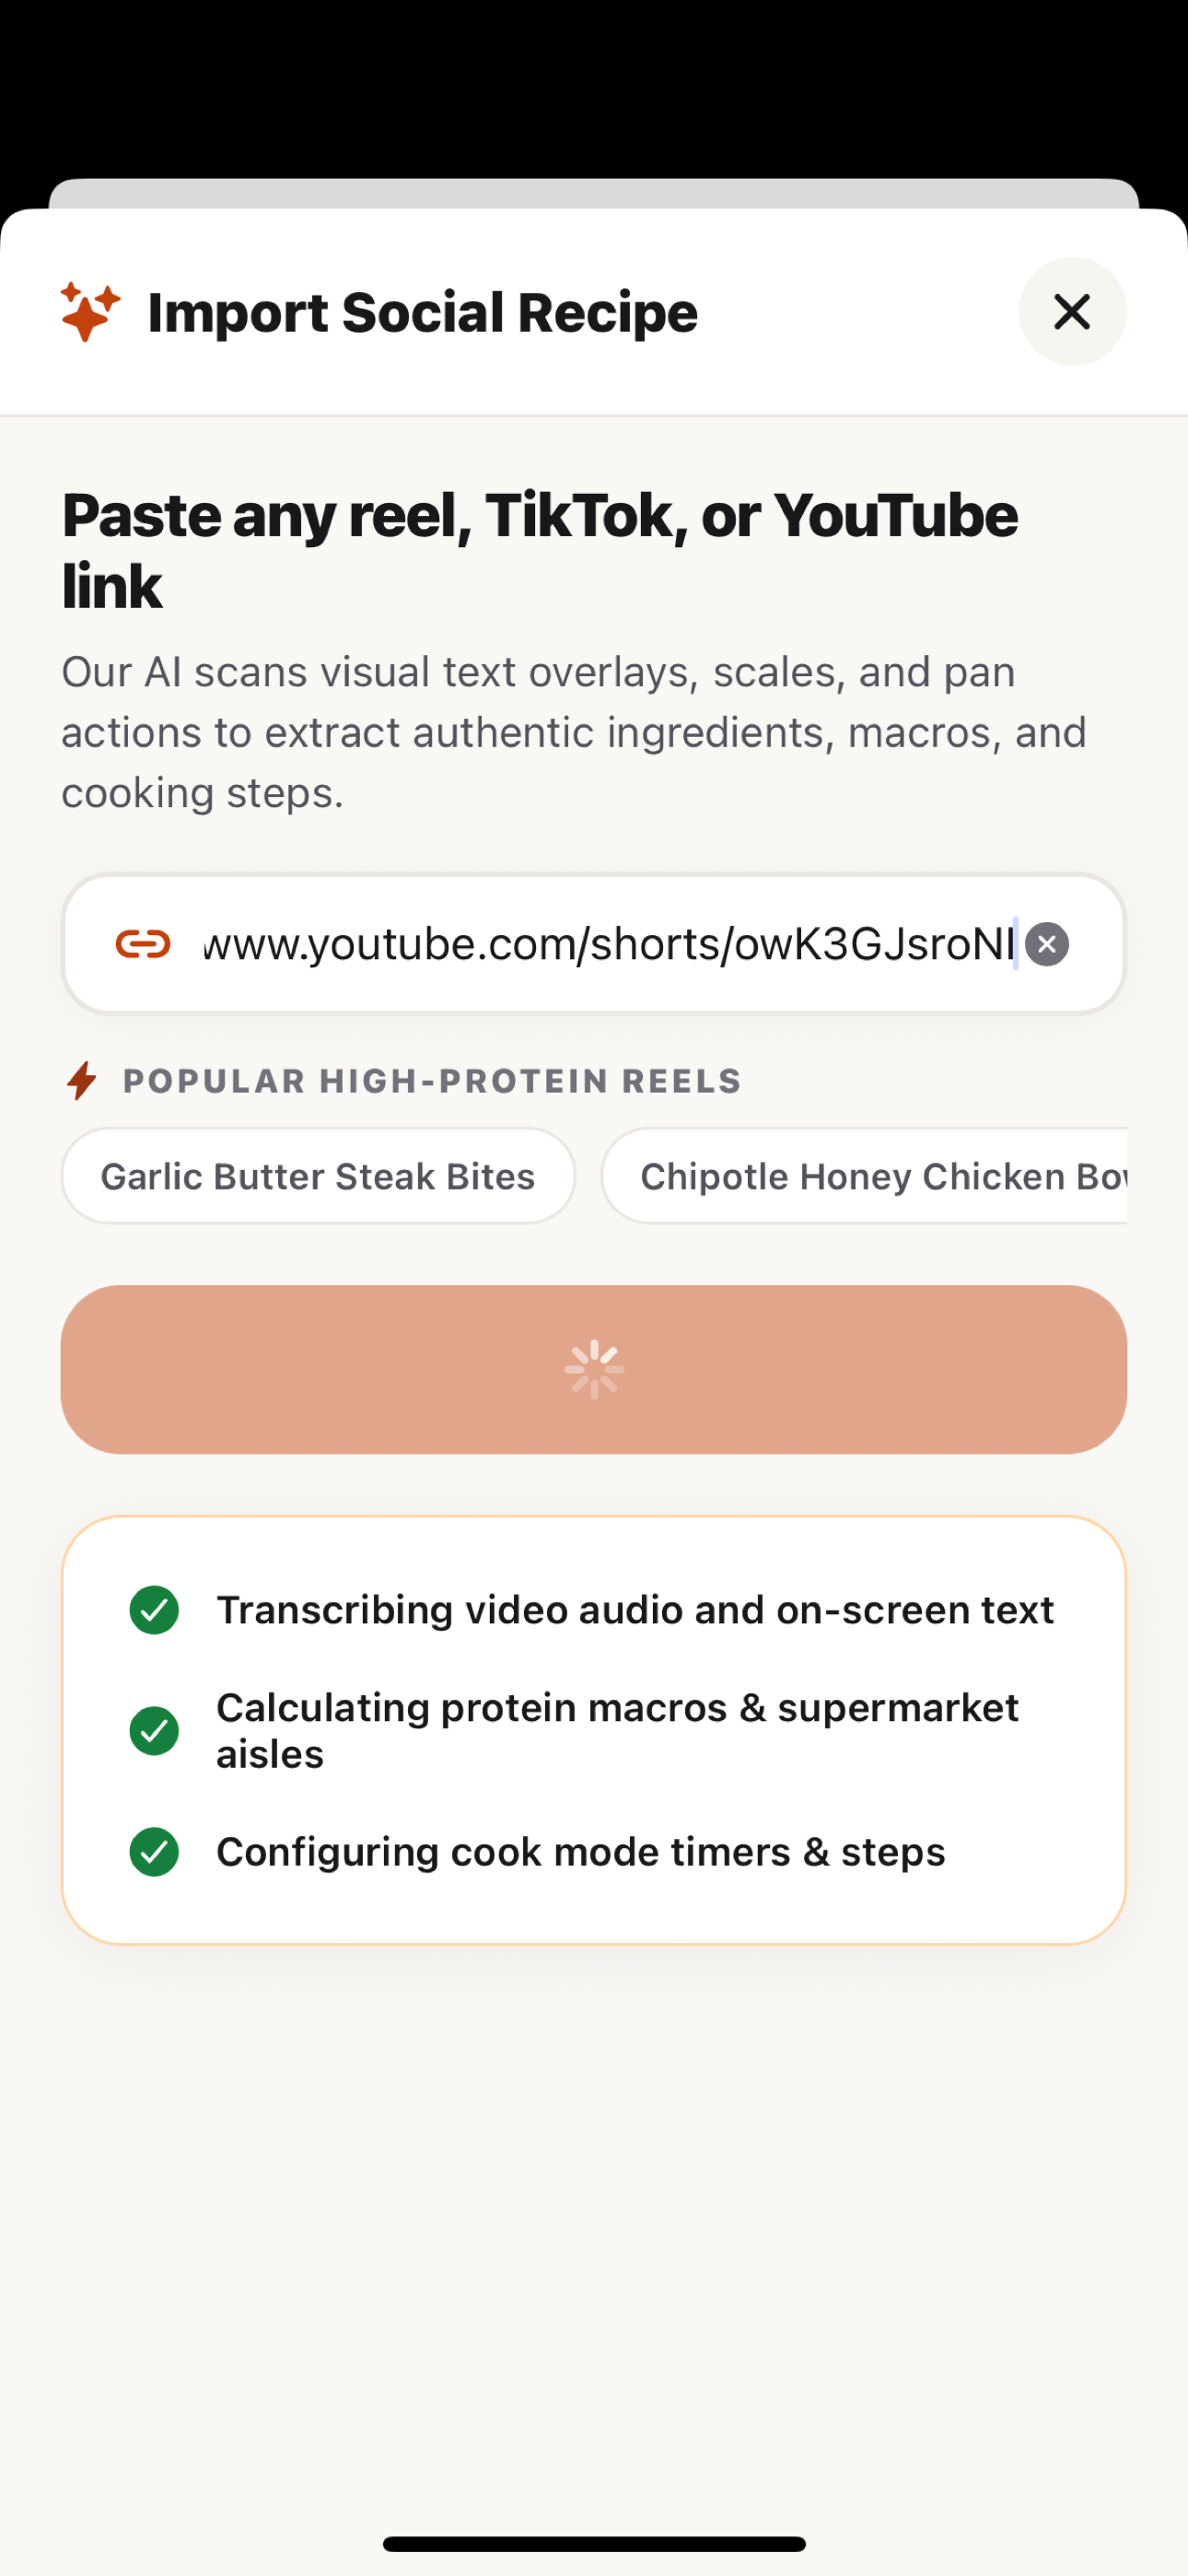 Import Social Recipe
Paste any reel, TikTok, or YouTube
link
Our AI scans visual text overlays, scales, and pan
actions to extract authentic ingredients, macros, and
cooking steps.
www.youtube.com/shorts/owK3GJsroNI
POPULAR HIGH-PROTEIN REELS
Garlic Butter Steak Bites
Chipotle Honey Chicken Bow
Transcribing video audio and on-screen text
Calculating protein macros & supermarket
aisles
Configuring cook mode timers & steps